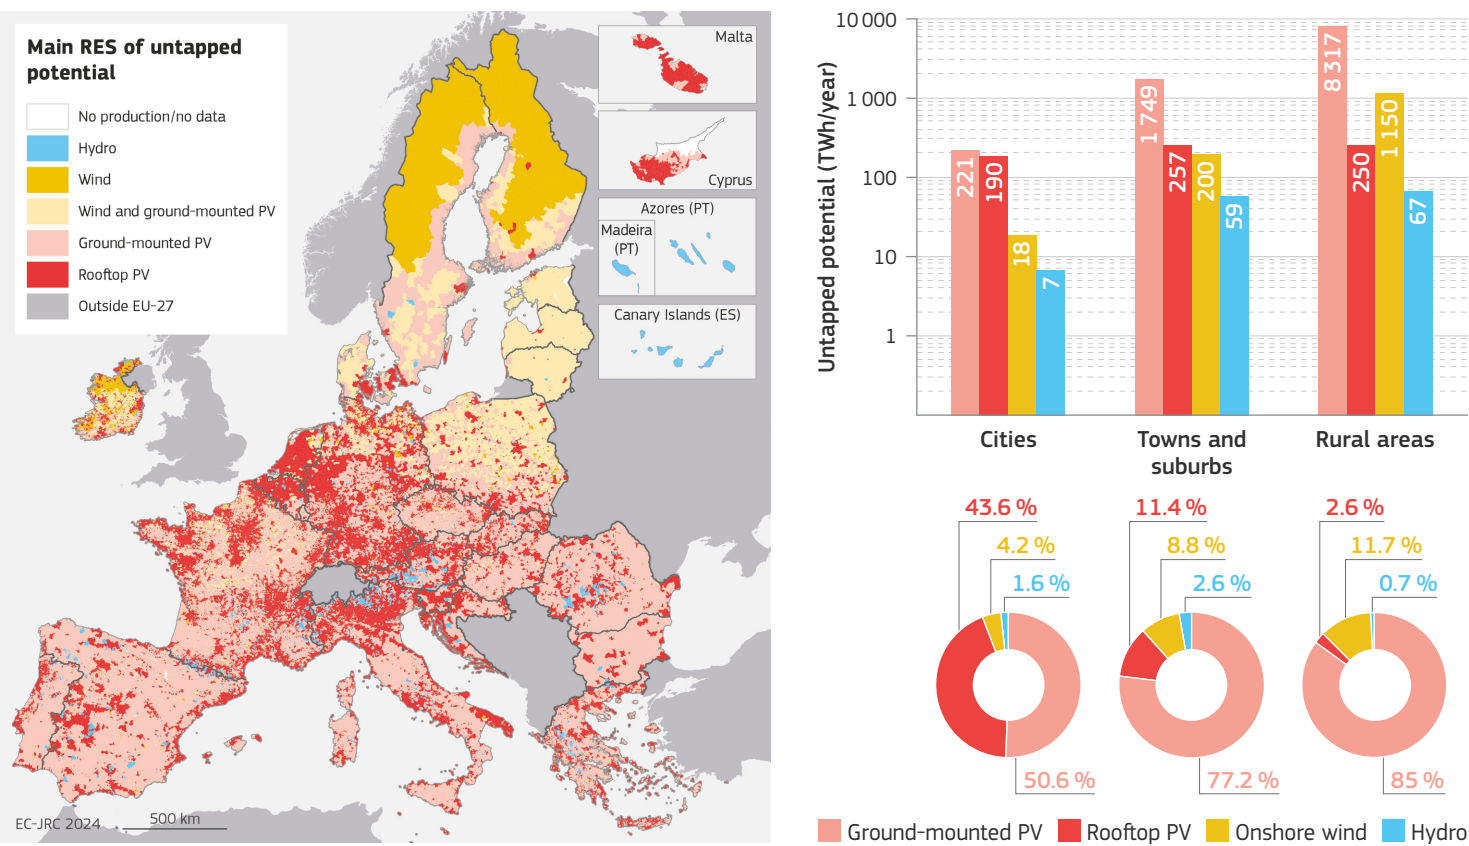 Main RES of untapped
potential
No production/no data
Hydro
Wind
Wind and ground-mounted PV
Ground-mounted PV
Rooftop PV
Outside EU-27
Malta
Cyprus
Azores (PT)
Madeira
(PT)
Canary Islands (ES)
EC-JRC 2024
500 km
Untapped potential (TWh/year)
10 000
1 000
100
10
1
221
190
18
7
1 749
257
200
59
8 317
250
1 150
67
Cities
Towns and
suburbs
Rural areas
43.6 %
4.2 %
1.6 %
50.6 %
11.4 %
8.8 %
2.6 %
77.2 %
2.6 %
11.7 %
0.7 %
85 %
Ground-mounted PV
Rooftop PV
Onshore wind
Hydro